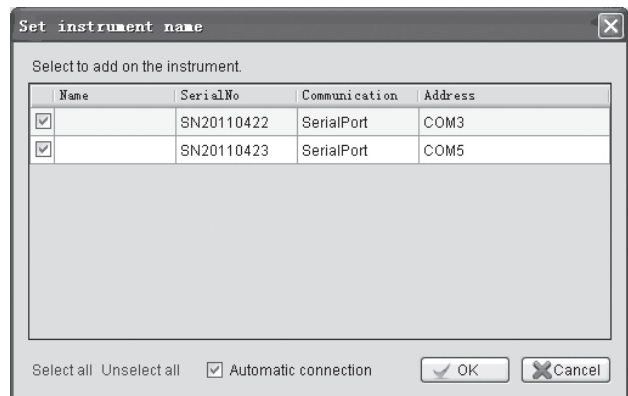 Set instrument name
Select to add on the instrument.
Name SerialNo Communication Address
SN20110422 SerialPort COM3
SN20110423 SerialPort COM5
Select all Unselect all Automatic connection OK Cancel